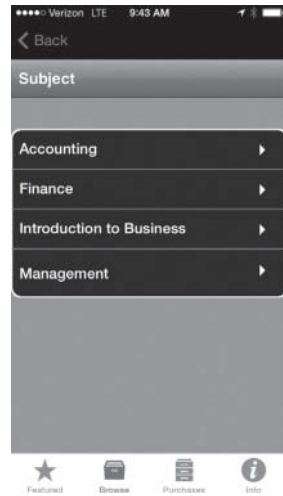 Verizon LTE 9:43 AM
Back
Subject
Accounting
Finance
Introduction to Business
Management
Featured Browse Purchases Info